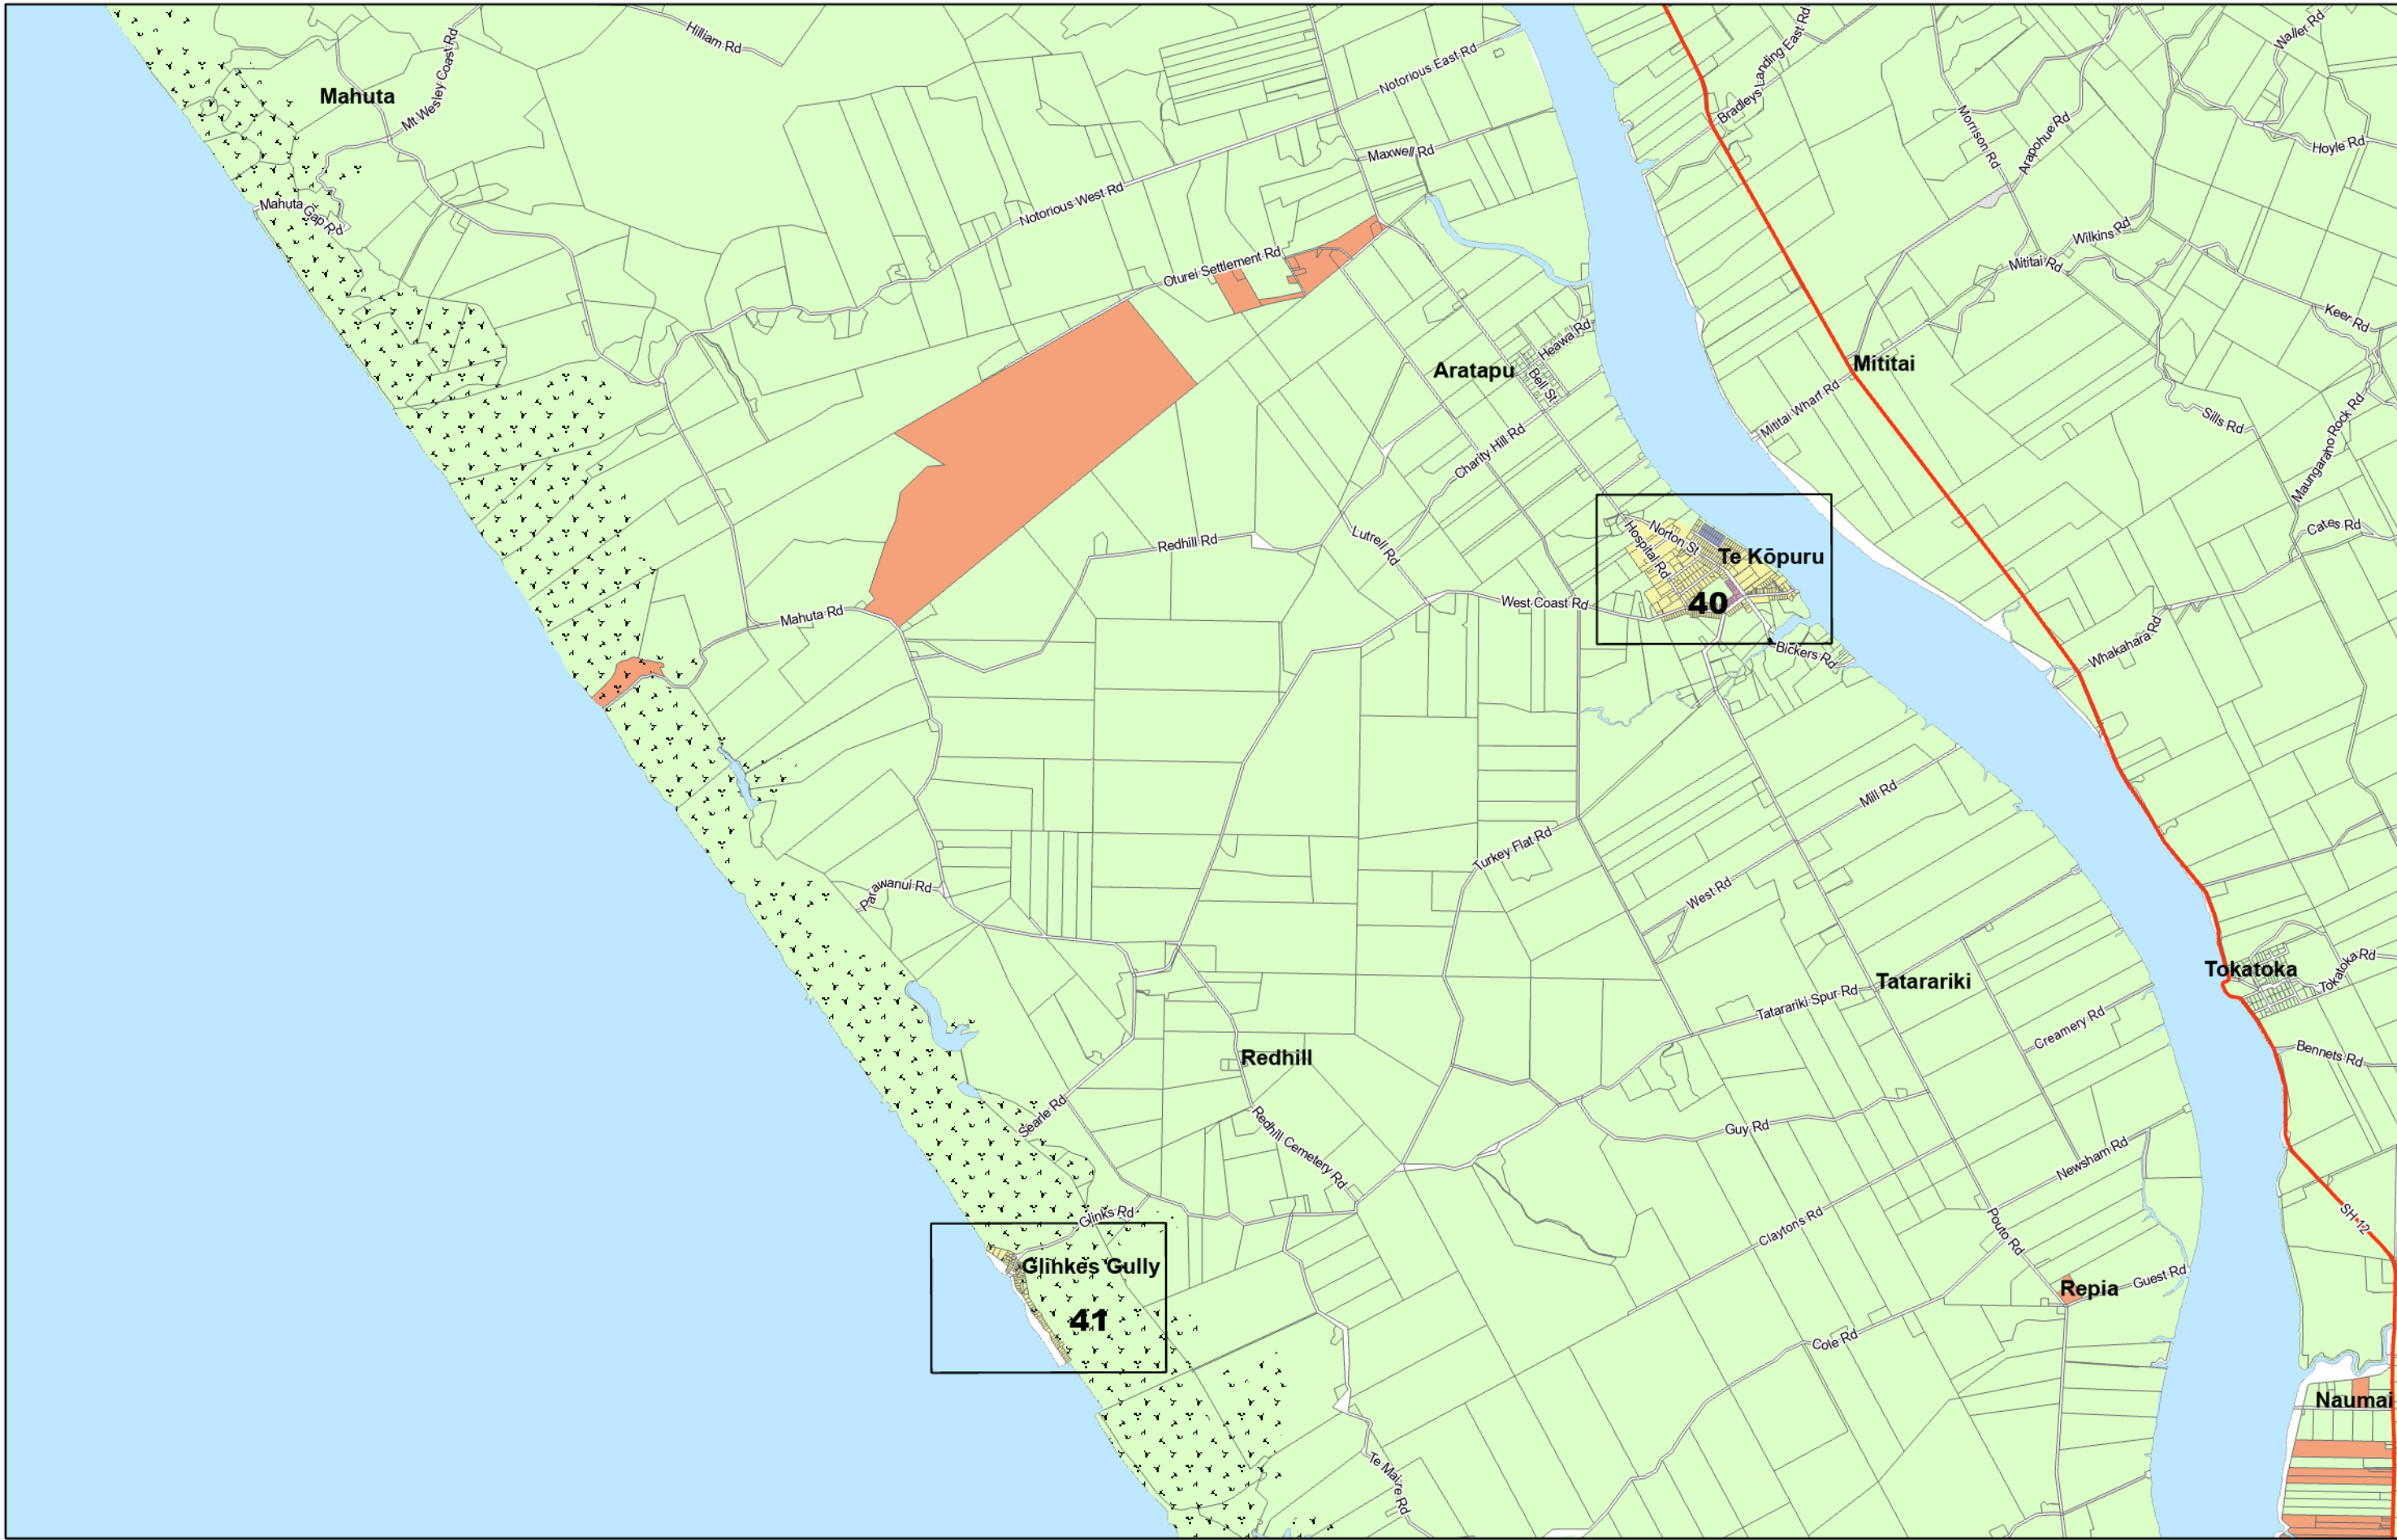 Hilliam Rd
Mt Wesley Coast Rd
Mahuta
Mahuta Gap Rd
Notorious East Rd
Maxwell Rd
Notorious West Rd
Oturei Settlement Rd
Bradleys Landing East Rd
Waller Rd
Morrison Rd
Arapohue Rd
Hoyle Rd
Wilkins Rd
Mititai Rd
Keer Rd
Heawa Rd
Aratapu
Bell St
Mititai
Mititai Wharf Rd
Sills Rd
Maungaraho Rock Rd
Charity Hill Rd
Cates Rd
Redhill Rd
Lutrell Rd
Norton St
Hospital Rd
Te Kōpuru
40
West Coast Rd
Mahuta Rd
Bickers Rd
Whakahara Rd
Mill Rd
Turkey Flat Rd
West Rd
Parawanui Rd
Tokatoka
Tokatoka Rd
Tatarariki
Tatarariki Spur Rd
Creamery Rd
Bennets Rd
Redhill
Searle Rd
Redhill Cemetery Rd
Guy Rd
Newsham Rd
Glinks Rd
Claytons Rd
Pouto Rd
SH 12
Glinkes Gully
41
Repia
Guest Rd
Cole Rd
Naumai
Te Maire Rd